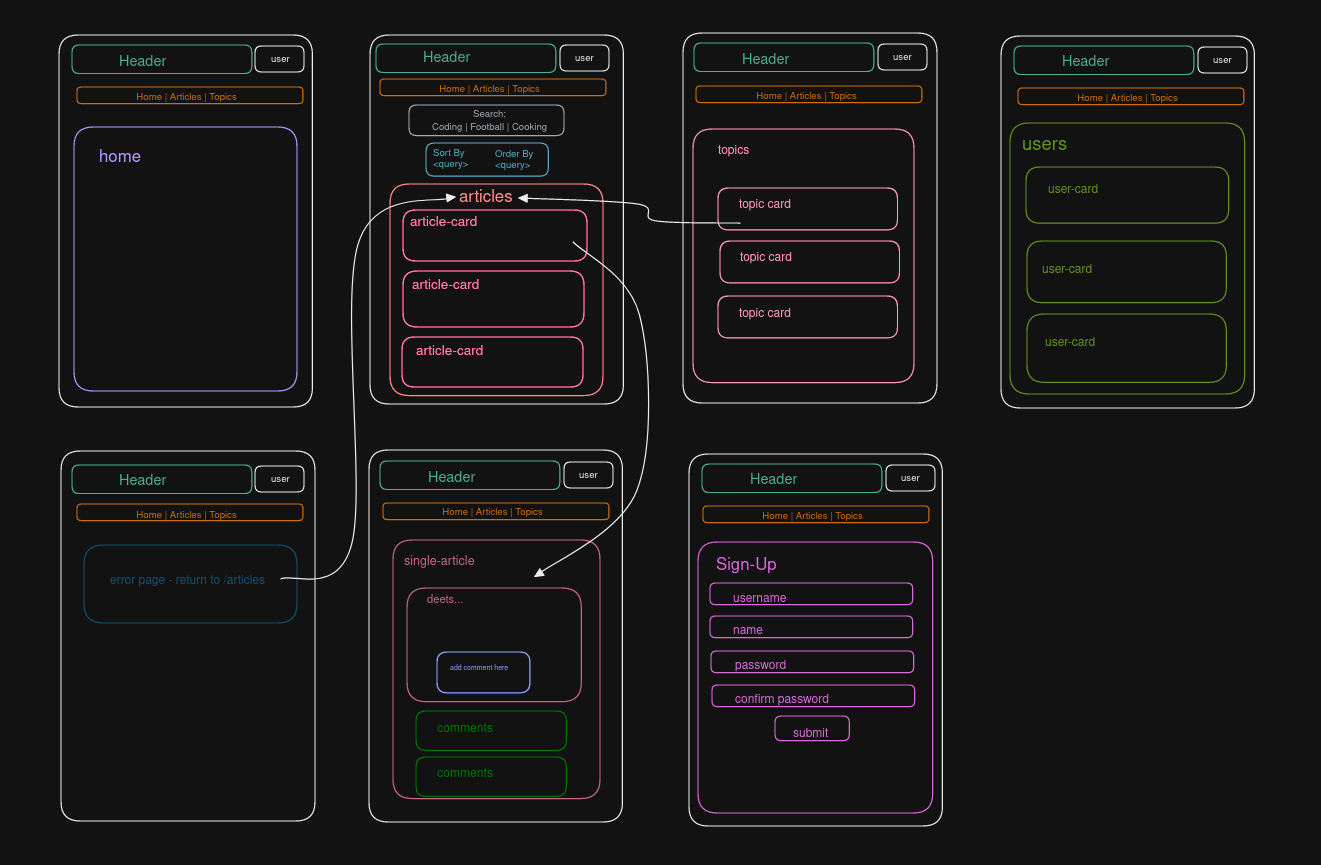 Header
user
Home | Articles | Topics
home
Header
user
Home | Articles | Topics
Search;
Coding | Football | Cooking
Sort By
<query>
Order By
<query>
articles
article-card
article-card
article-card
Header
user
Home | Articles | Topics
topics
topic card
topic card
topic card
Header
user
Home | Articles | Topics
users
user-card
user-card
user-card
Header
user
Home | Articles | Topics
error page - return to /articles
Header
user
Home | Articles | Topics
single-article
deets...
add comment here
comments
comments
Header
user
Home | Articles | Topics
Sign-Up
username
name
password
confirm password
submit